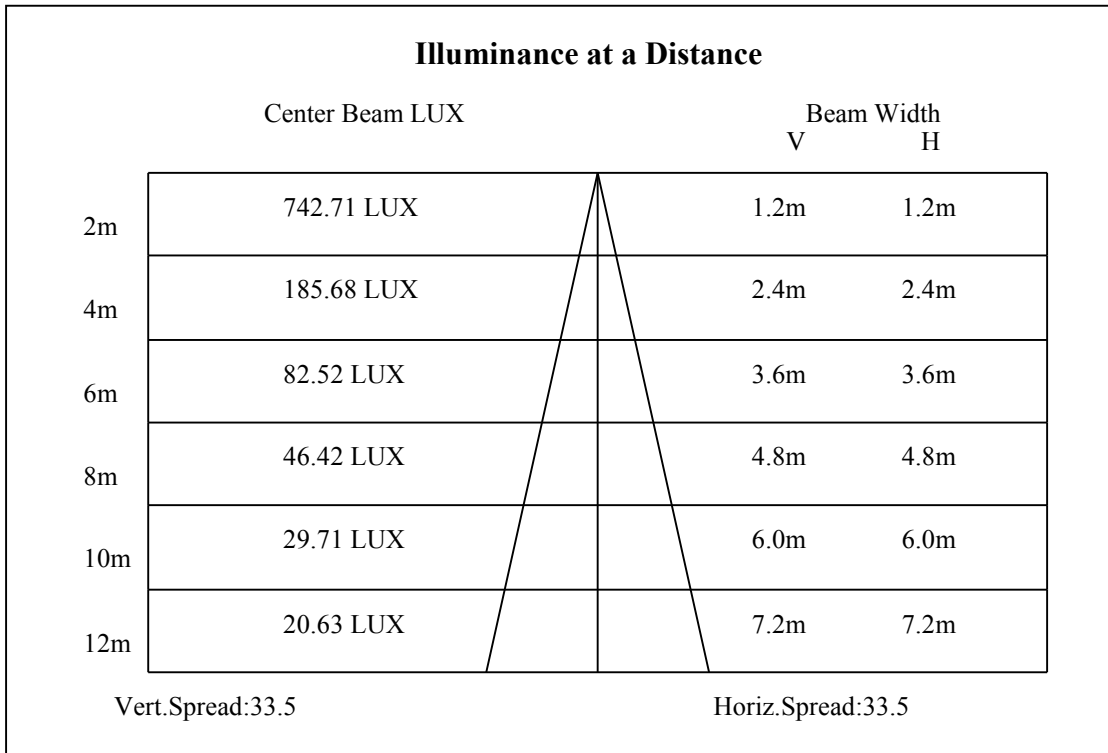 Illuminance at a Distance
Center Beam LUX Beam Width
V H
2m 742.71 LUX 1.2m 1.2m
4m 185.68 LUX 2.4m 2.4m
6m 82.52 LUX 3.6m 3.6m
8m 46.42 LUX 4.8m 4.8m
10m 29.71 LUX 6.0m 6.0m
12m 20.63 LUX 7.2m 7.2m
Vert.Spread:33.5 Horiz.Spread:33.5